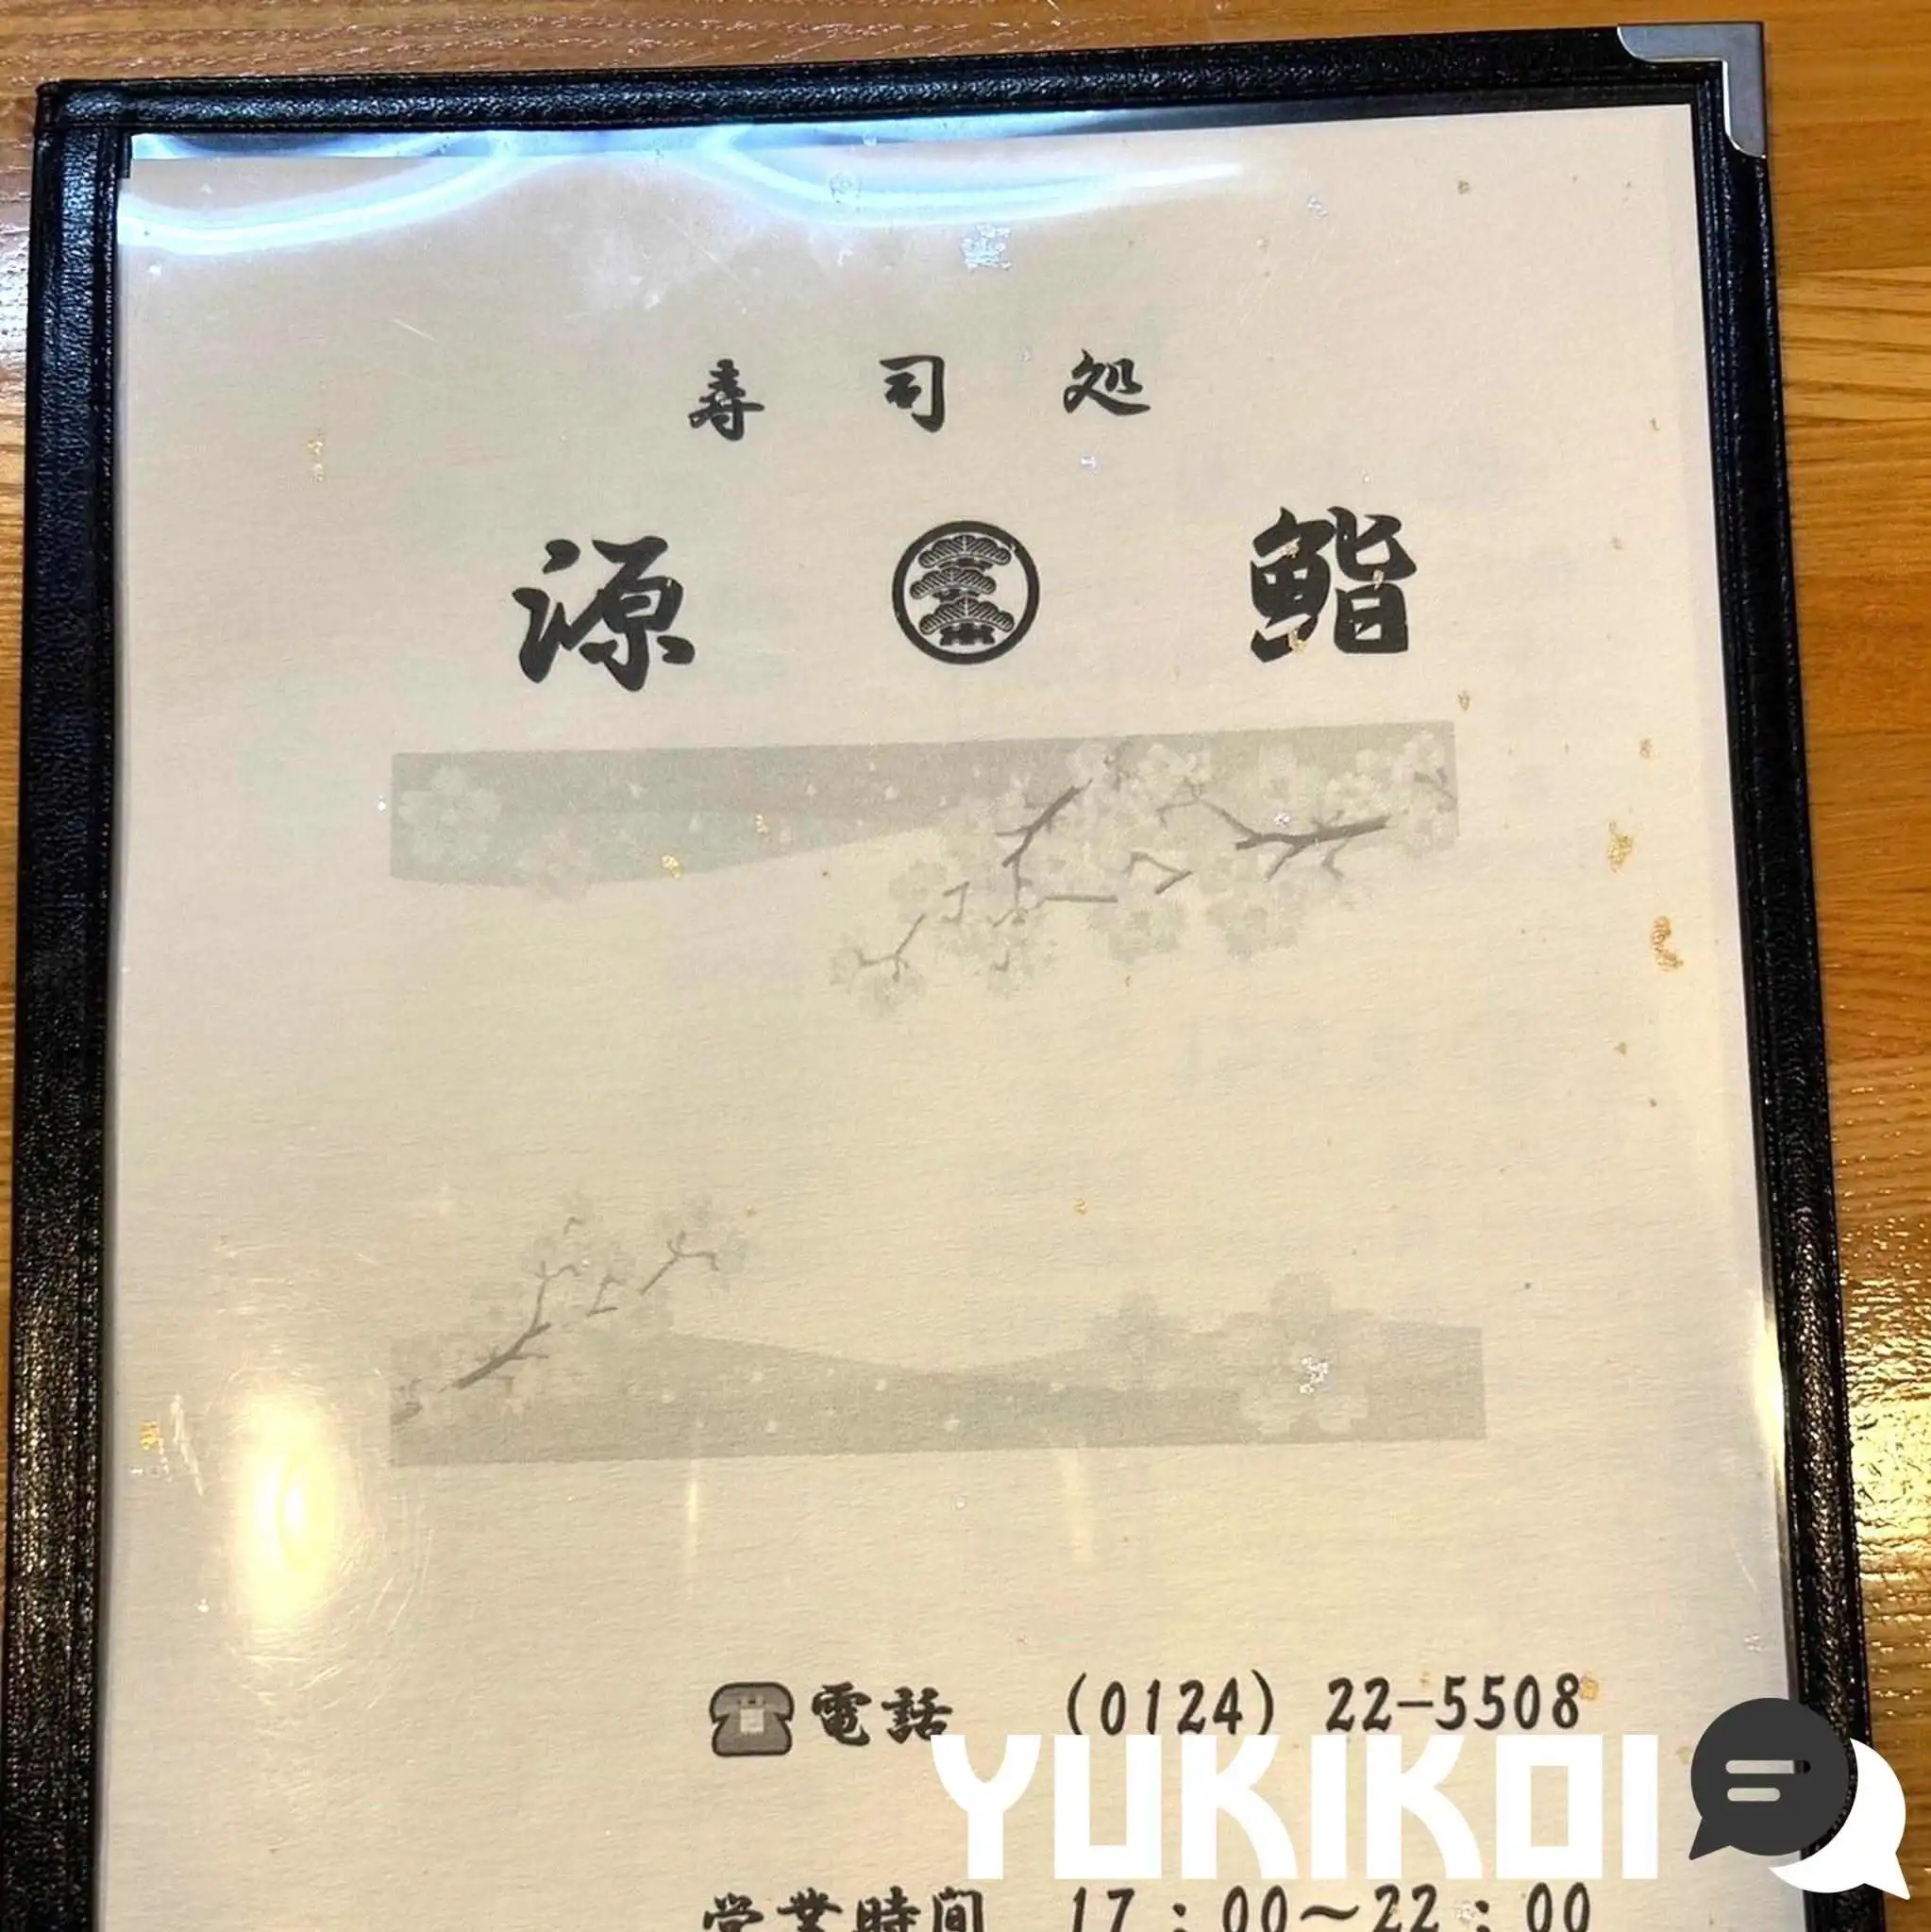 寿司処
源 鮨
電話 (0124) 22-5508
YUKIKOI
営業時間 17:00～22:00